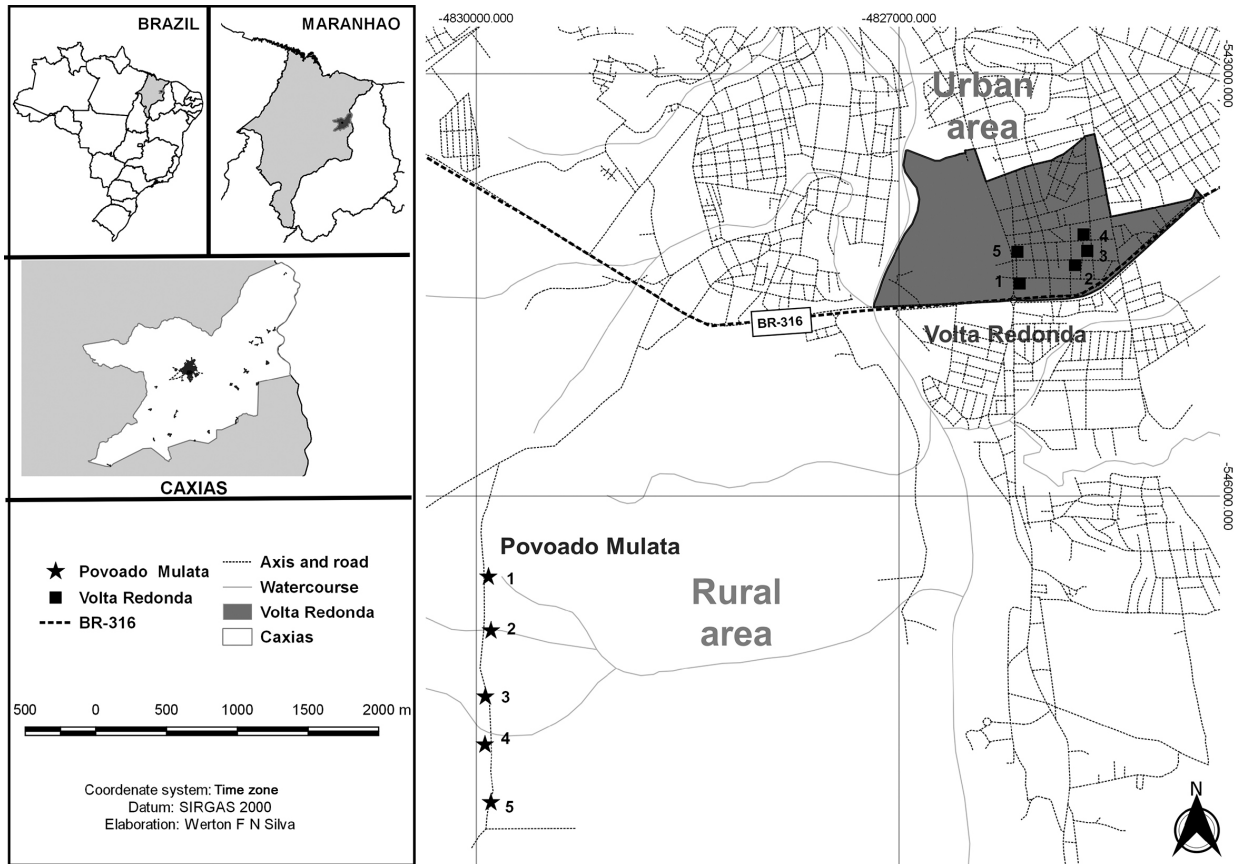 BRAZIL
MARANHAO
CAXIAS
Povoado Mulata
Volta Redonda
BR-316
Axis and road
Watercourse
Volta Redonda
Caxias
500 0 500 1000 1500 2000 m
Coordinate system: Time zone
Datum: SIRGAS 2000
Elaboration: Werton F N Silva
-4830000.000
-4827000.000
-543000.000
-546000.000
Urban
area
5
4
3
2
1
BR-316
Volta Redonda
Povoado Mulata
1
2
3
4
5
Rural
area
N